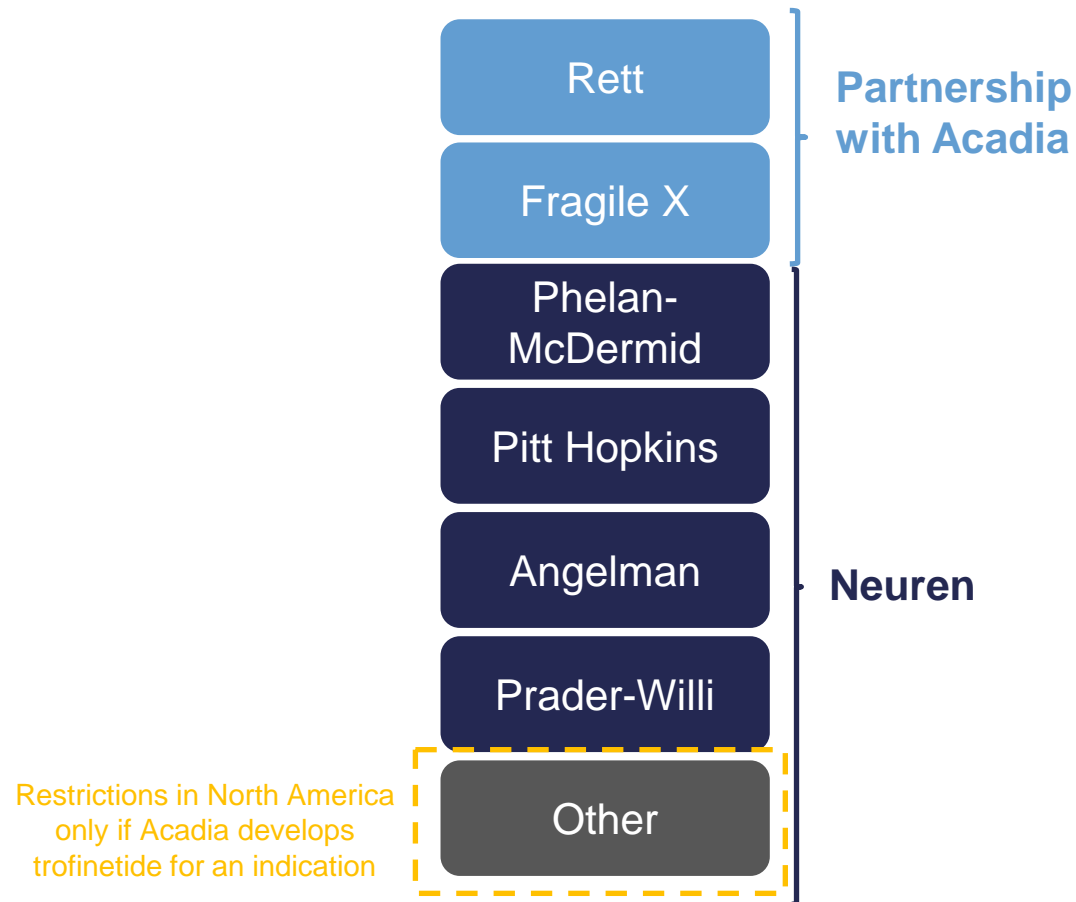 Rett
Partnership
with Acadia
Fragile X
Phelan-
McDermid
Pitt Hopkins
Angelman
Neuren
Prader-Willi
Restrictions in North America
only if Acadia develops
trofinetide for an indication
Other